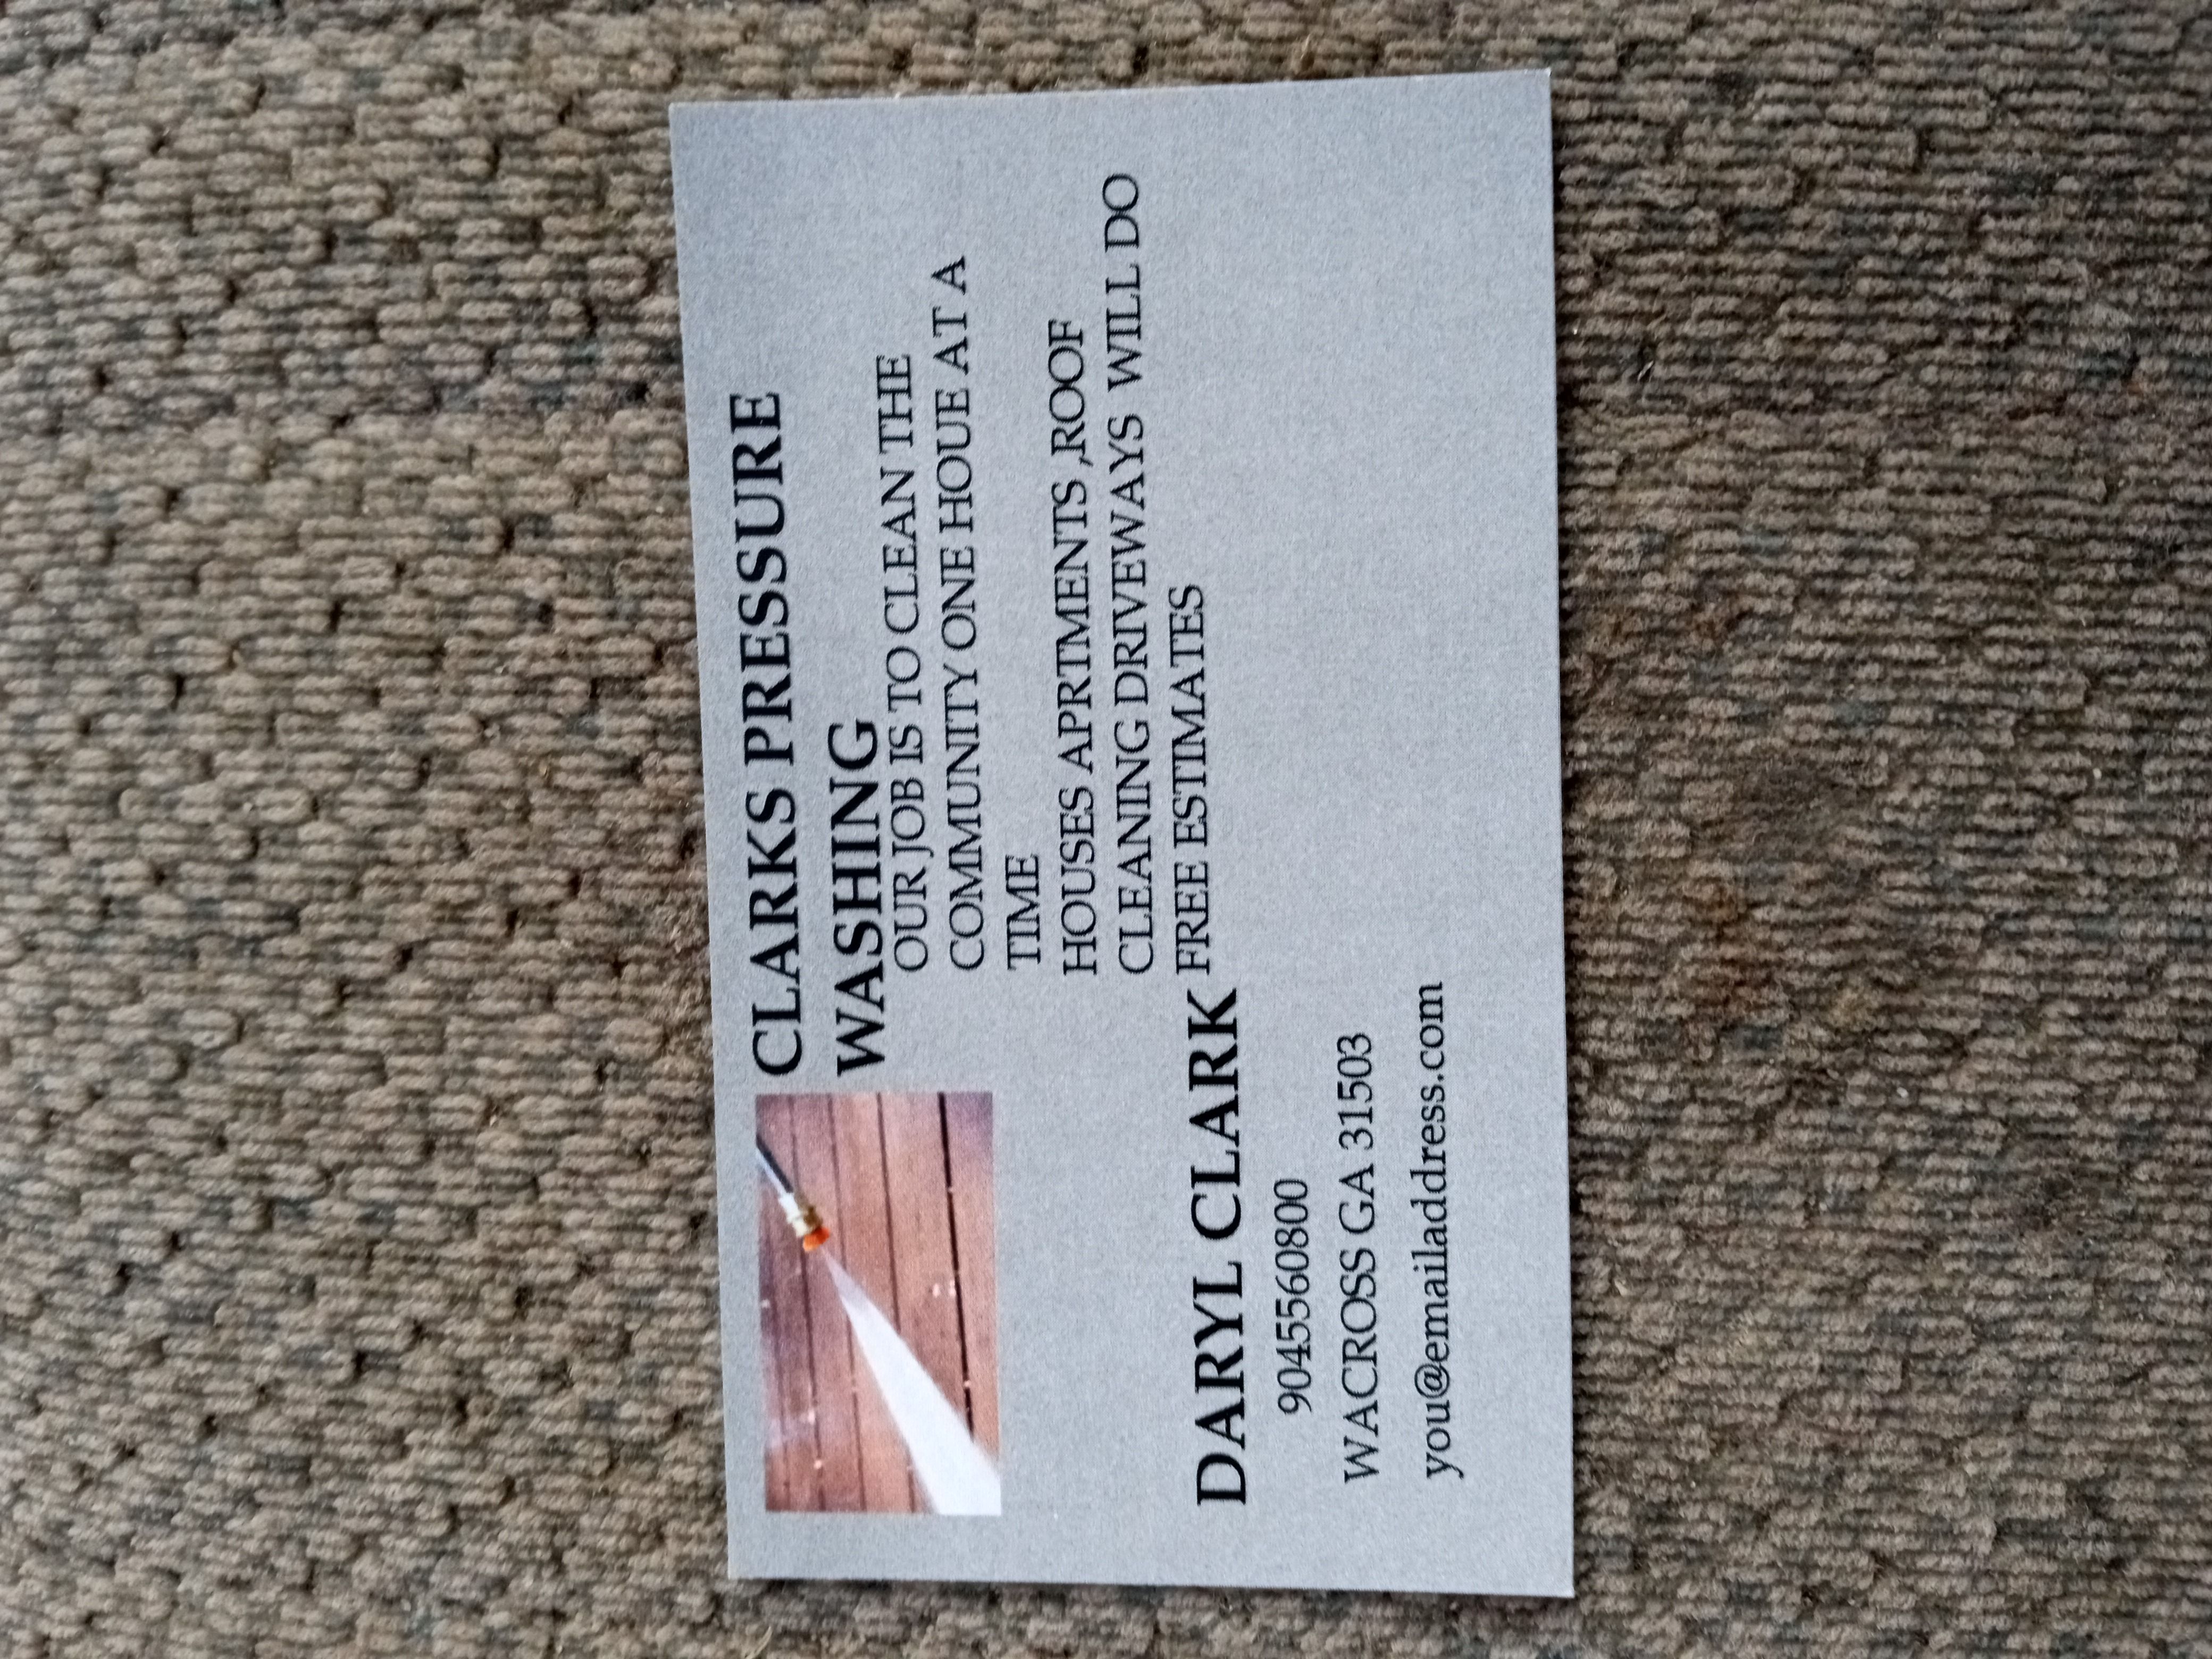 CLARKS PRESSURE
WASHING
OUR JOB IS TO CLEAN THE
COMMUNITY ONE HOUE AT A
TIME
HOUSES APRTMENTS ,ROOF
CLEANING DRIVEWAYS WILL DO
FREE ESTIMATES
DARYL CLARK
9045560800
WACROSS GA 31503
you@emailaddress.com